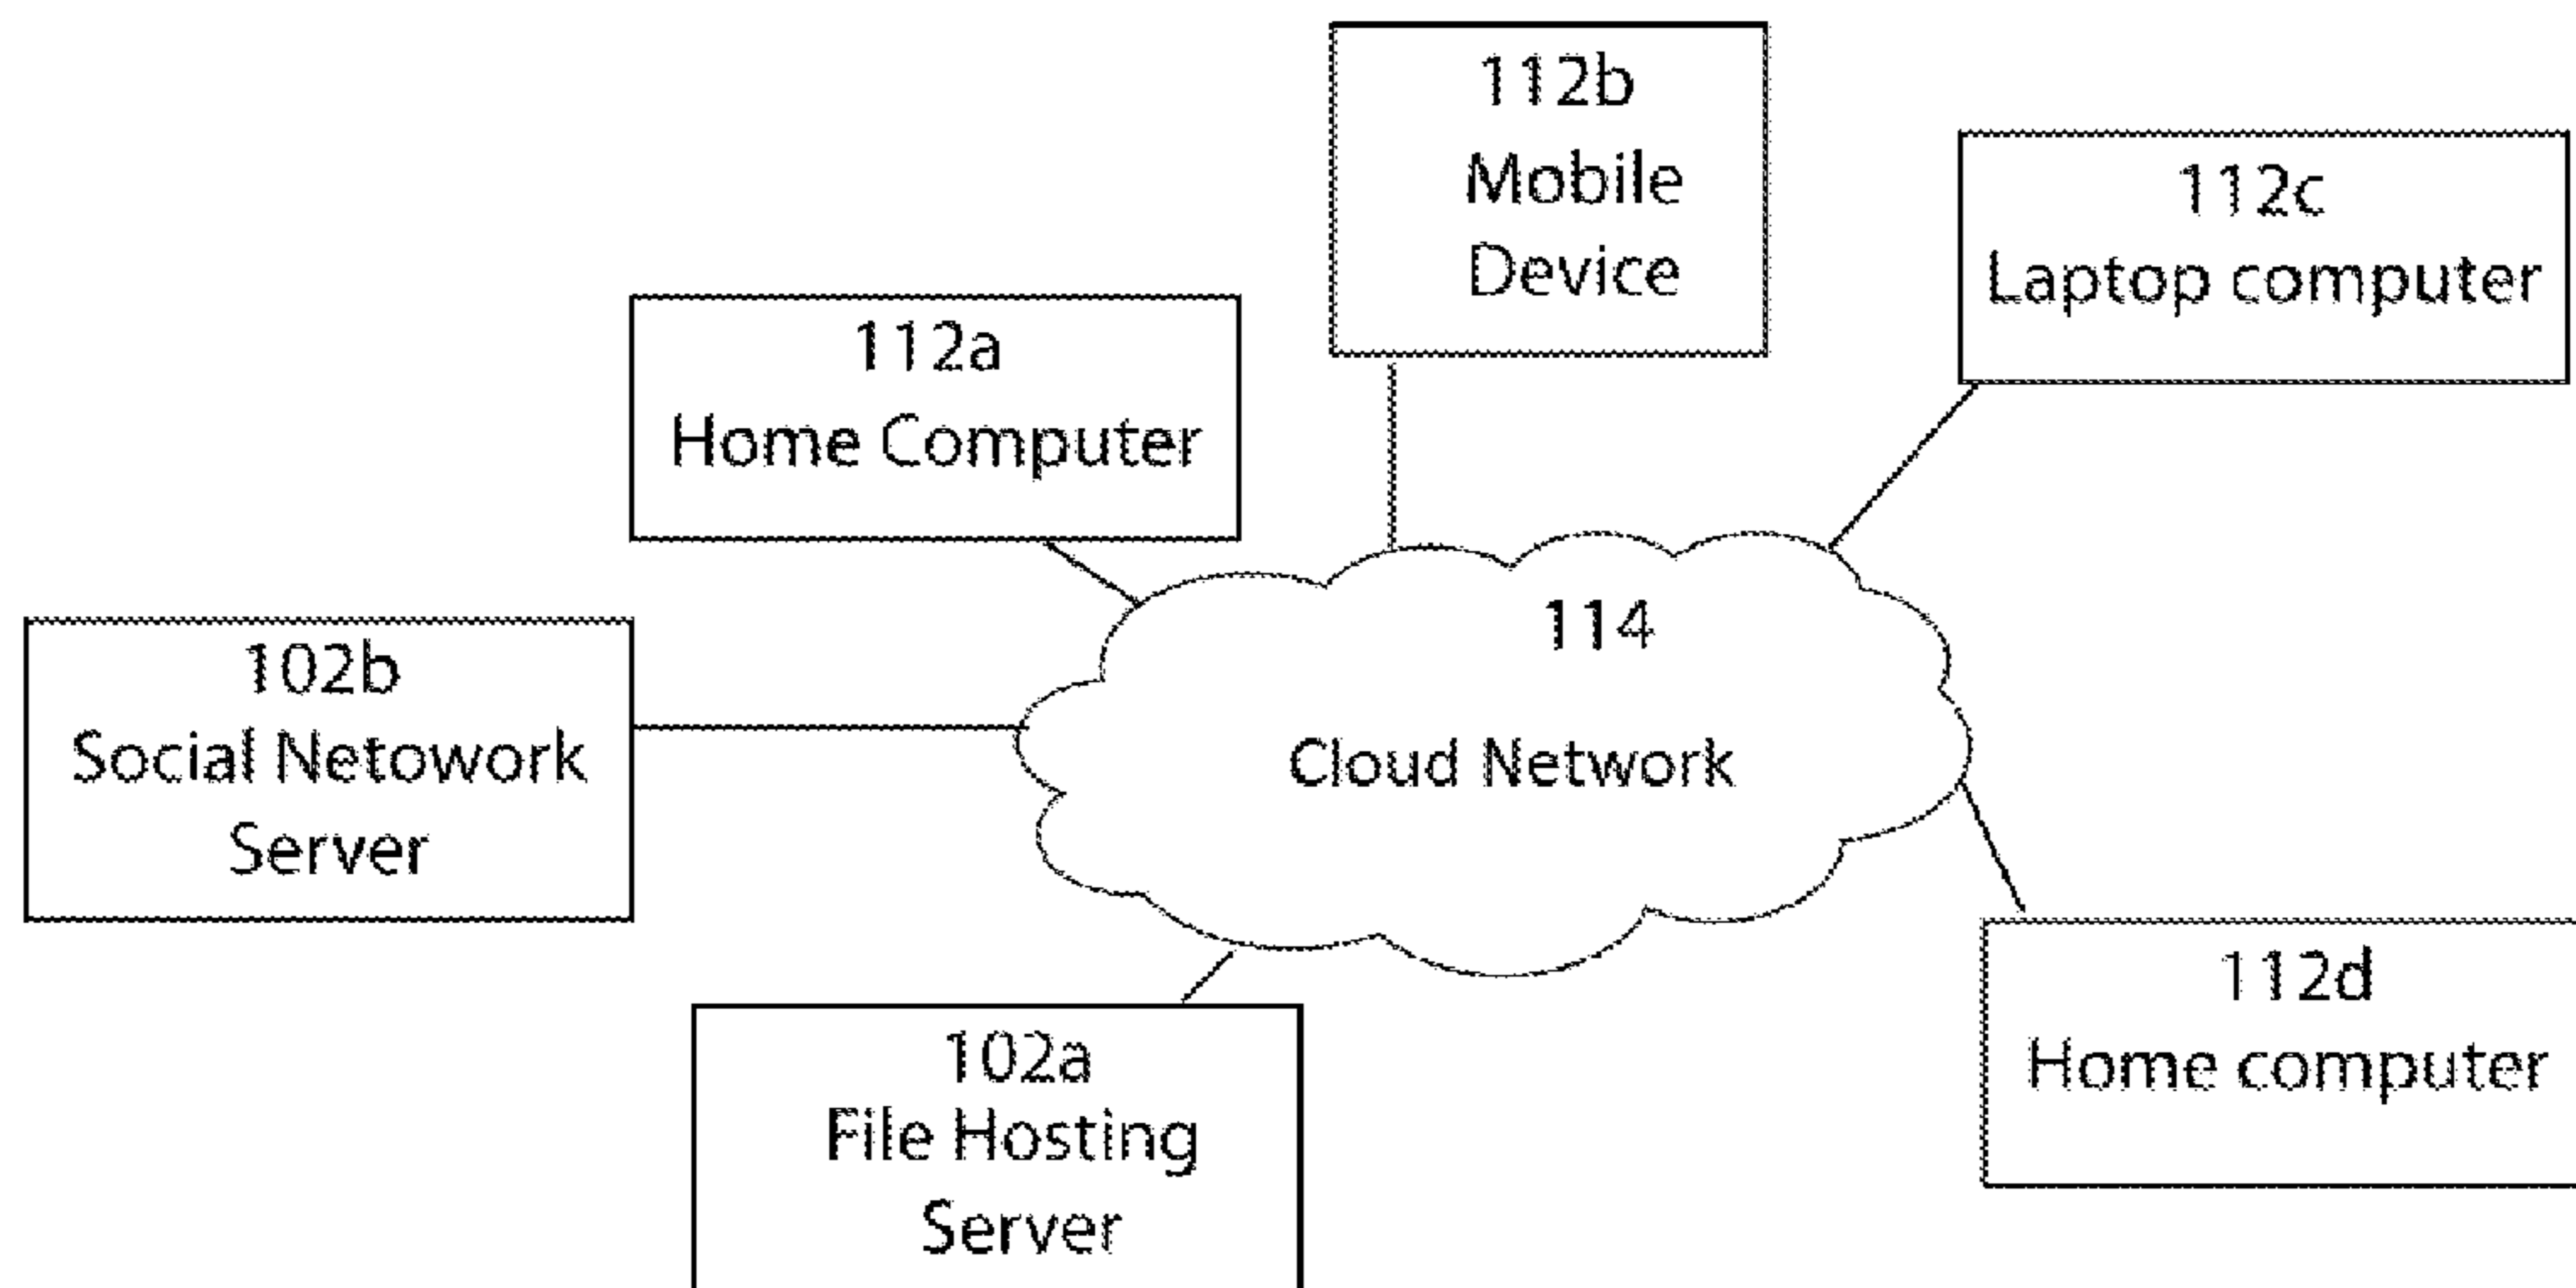 112b
Mobile
Device
112c
Laptop computer
112a
Home Computer
114
Cloud Network
102b
Social Netowork
Server
112d
Home computer
102a
File Hosting
Server